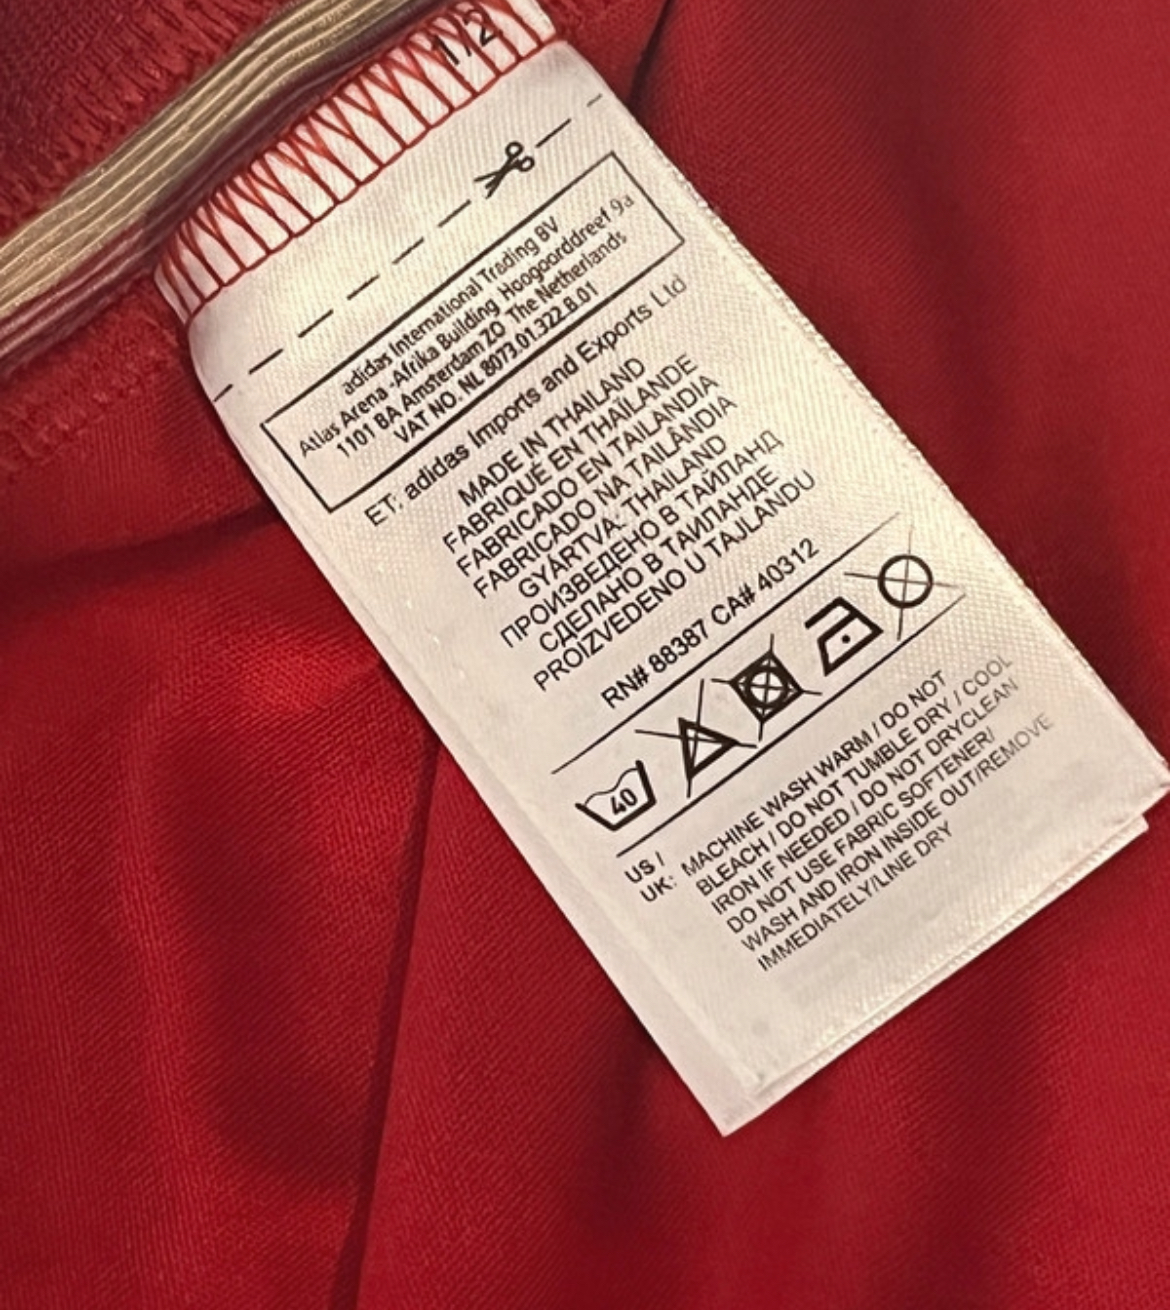 1/2
adidas International Trading BV
Atlas Arena -Afrika Building Hoogoorddreef 9a
1101 BA Amsterdam ZO The Netherlands
VAT NO. NL 8073.01.322.B.01
ET: adidas Imports and Exports Ltd
MADE IN THAILAND
FABRIQUÉ EN THAÏLANDE
FABRICADO EN TAILANDIA
FABRICADO NA TAILÂNDIA
GYÁRTVA: THAILAND
ПРОИЗВЕДЕНО В ТАЙЛАНД
СДЕЛАНО В ТАИЛАНДЕ
PROIZVEDENO U TAJLANDU
RN# 88387 CA# 40312
40
US / UK: MACHINE WASH WARM / DO NOT
BLEACH / DO NOT TUMBLE DRY / COOL
IRON IF NEEDED / DO NOT DRYCLEAN
DO NOT USE FABRIC SOFTENER/
WASH AND IRON INSIDE OUT/REMOVE
IMMEDIATELY/LINE DRY